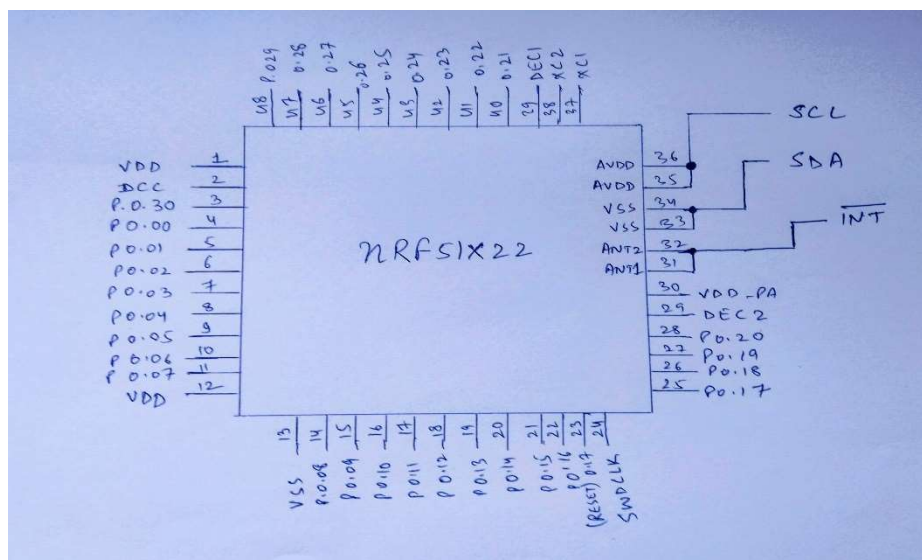 P.029 0.28 0.27 0.26 0.25 0.24 0.23 0.22 0.21 DEC1 XC2 XC1
48 47 46 45 44 43 42 41 40 39 38 37
VDD 1
DCC 2
P.0.30 3
P0.00 4
P0.01 5
P0.02 6
P0.03 7
P0.04 8
P0.05 9
P0.06 10
P0.07 11
VDD 12
NRF51X22
AVDD 36 SCL
AVDD 35
VSS 34 SDA
VSS 33
ANT2 32 INT
ANT1 31
30 VDD_PA
29 DEC2
28 P0.20
27 P0.19
26 P0.18
25 P0.17
13 14 15 16 17 18 19 20 21 22 23 24
VSS P.0.08 P0.09 P0.10 P0.11 P0.12 P0.13 P0.14 P0.15 P0.16 (RESET) 0.17 SWDCLK